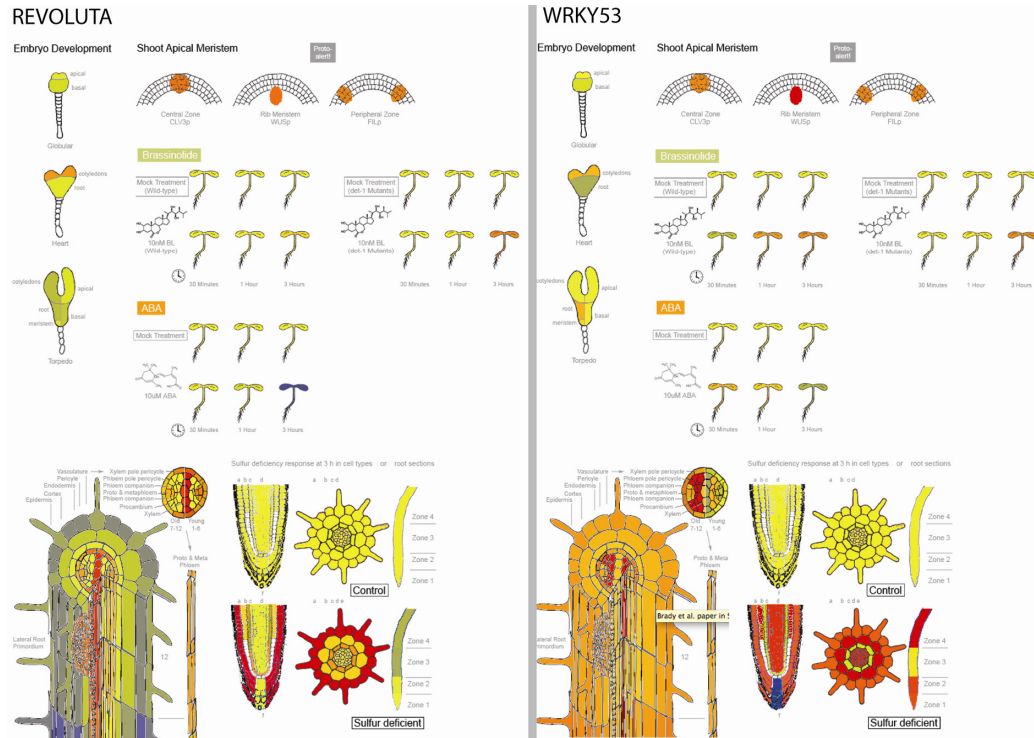 REVOLUTA
Embryo Development
Shoot Apical Meristem
Proto-
alert!!
apical
basal
Globular
Central Zone
CLV3p
Rib Meristem
WUSp
Peripheral Zone
FILp
Brassinolide
cotyledons
root
Heart
Mock Treatment
(Wild-type)
Mock Treatment
(det-1 Mutants)
10nM BL
(Wild-type)
10nM BL
(det-1 Mutants)
30 Minutes
1 Hour
3 Hours
30 Minutes
1 Hour
3 Hours
cotyledons
apical
root
basal
meristem
Torpedo
ABA
Mock Treatment
10uM ABA
30 Minutes
1 Hour
3 Hours
Vasculature
Pericycle
Endodermis
Cortex
Epidermis
Xylem pole pericycle
Phloem pole pericycle
Phloem companion
Proto & metaphloem
Phloem companion
Procambium
Xylem
Old
7-12
Young
1-6
Proto & Meta
Phloem
Lateral Root
Primordium
12
Sulfur deficiency response at 3 h in cell types or root sections
a b c d
a b c d
Zone 4
Zone 3
Zone 2
Zone 1
f
Control
a b c d
a b c d e
Zone 4
Zone 3
Zone 2
Zone 1
f
Sulfur deficient
WRKY53
Embryo Development
Shoot Apical Meristem
Proto-
alert!!
apical
basal
Globular
Central Zone
CLV3p
Rib Meristem
WUSp
Peripheral Zone
FILp
Brassinolide
cotyledons
root
Heart
Mock Treatment
(Wild-type)
Mock Treatment
(det-1 Mutants)
10nM BL
(Wild-type)
10nM BL
(det-1 Mutants)
30 Minutes
1 Hour
3 Hours
30 Minutes
1 Hour
3 Hours
cotyledons
apical
root
basal
meristem
Torpedo
ABA
Mock Treatment
10uM ABA
30 Minutes
1 Hour
3 Hours
Vasculature
Pericycle
Endodermis
Cortex
Epidermis
Xylem pole pericycle
Phloem pole pericycle
Phloem companion
Proto & metaphloem
Phloem companion
Procambium
Xylem
Old
7-12
Young
1-6
Proto & Meta
Phloem
Brady et al. paper in
Lateral Root
Primordium
12
Sulfur deficiency response at 3 h in cell types or root sections
a b c d
a b c d
Zone 4
Zone 3
Zone 2
Zone 1
f
Control
a b c d
a b c d e
Zone 4
Zone 3
Zone 2
Zone 1
f
Sulfur deficient